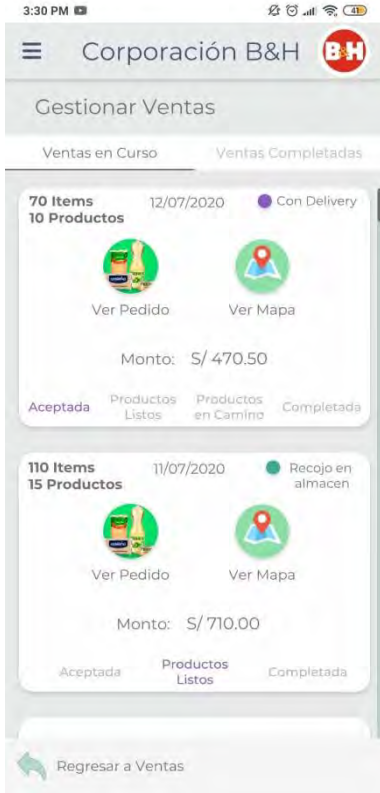 3:30 PM
41
Corporación B&H
B&H
Gestionar Ventas
Ventas en Curso
Ventas Completadas
70 Items
12/07/2020
Con Delivery
10 Productos
Ver Pedido
Ver Mapa
Monto: S/ 470.50
Aceptada
Productos
Listos
Productos
en Camino
Completada
110 Items
11/07/2020
Recojo en
almacen
15 Productos
Ver Pedido
Ver Mapa
Monto: S/ 710.00
Aceptada
Productos
Listos
Completada
Regresar a Ventas